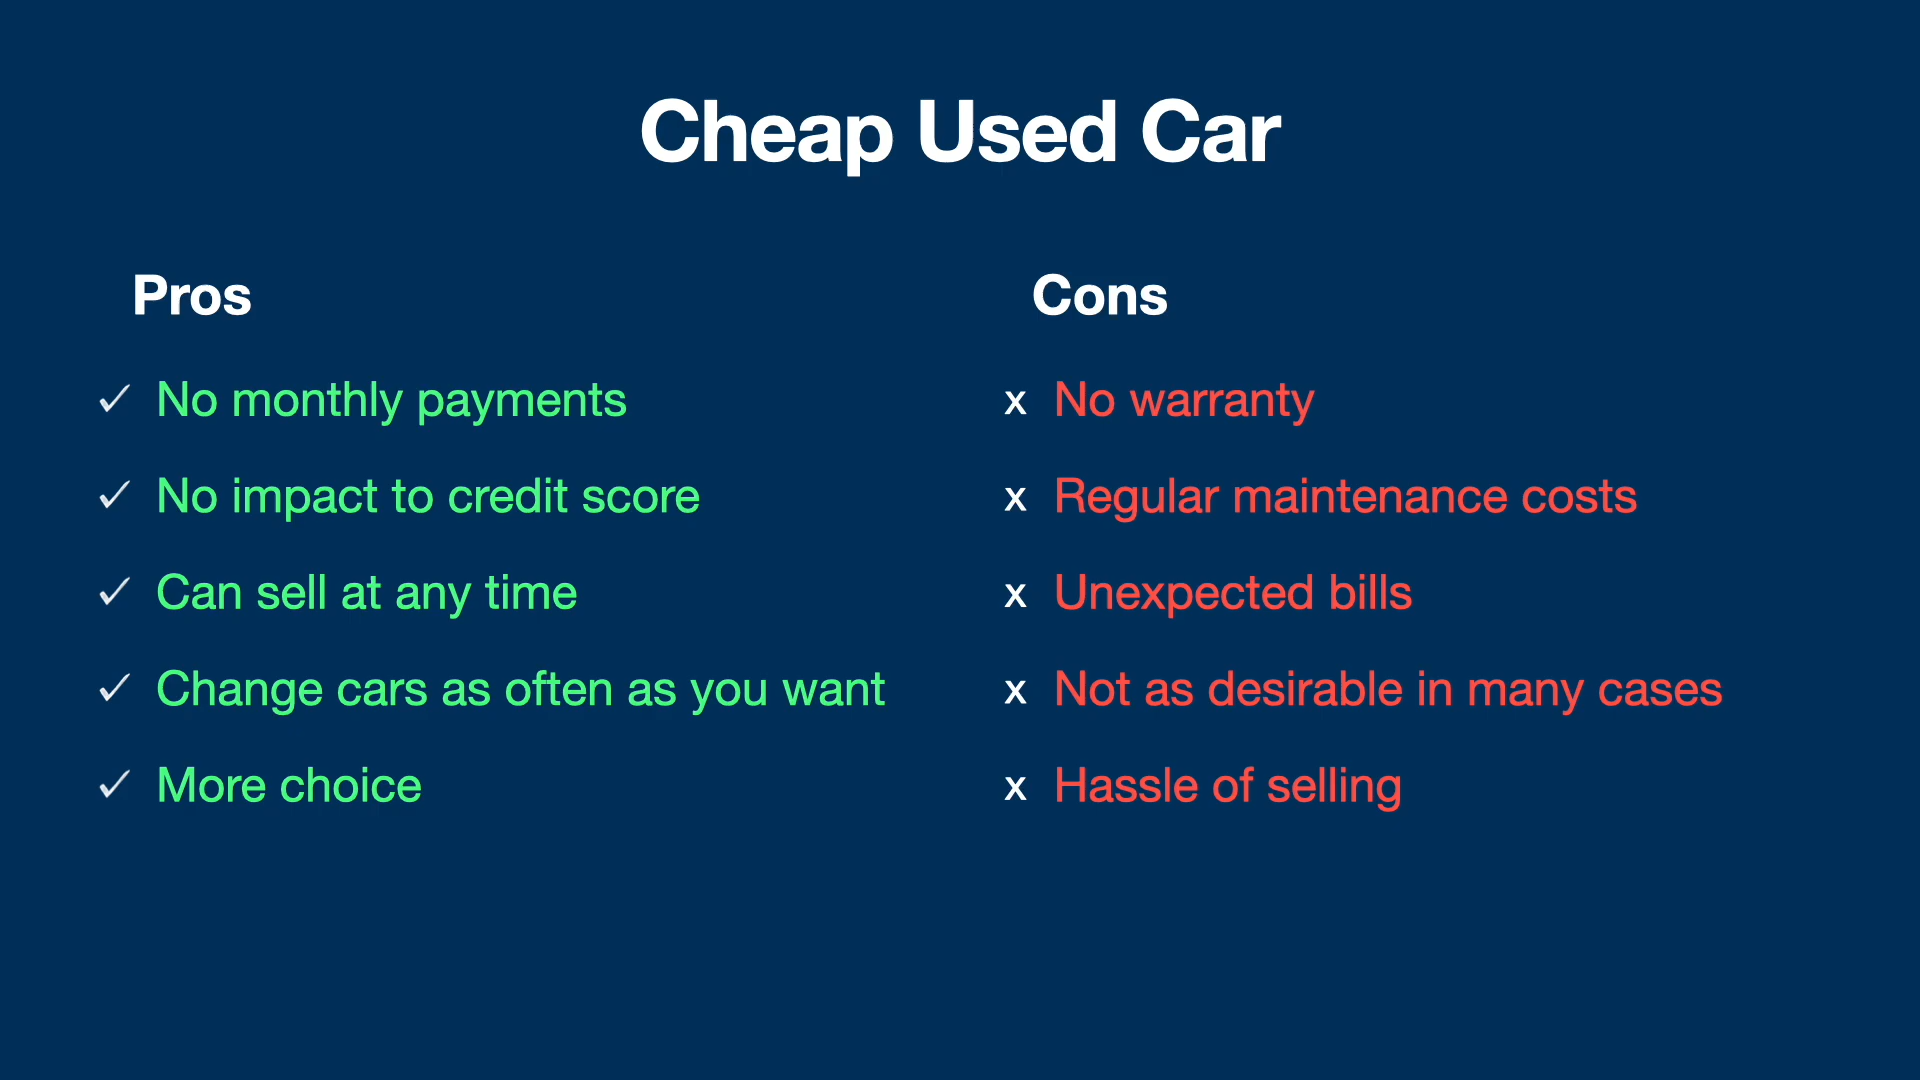 Cheap Used Car
Pros
✓ No monthly payments
✓ No impact to credit score
✓ Can sell at any time
✓ Change cars as often as you want
✓ More choice
Cons
x No warranty
x Regular maintenance costs
x Unexpected bills
x Not as desirable in many cases
x Hassle of selling